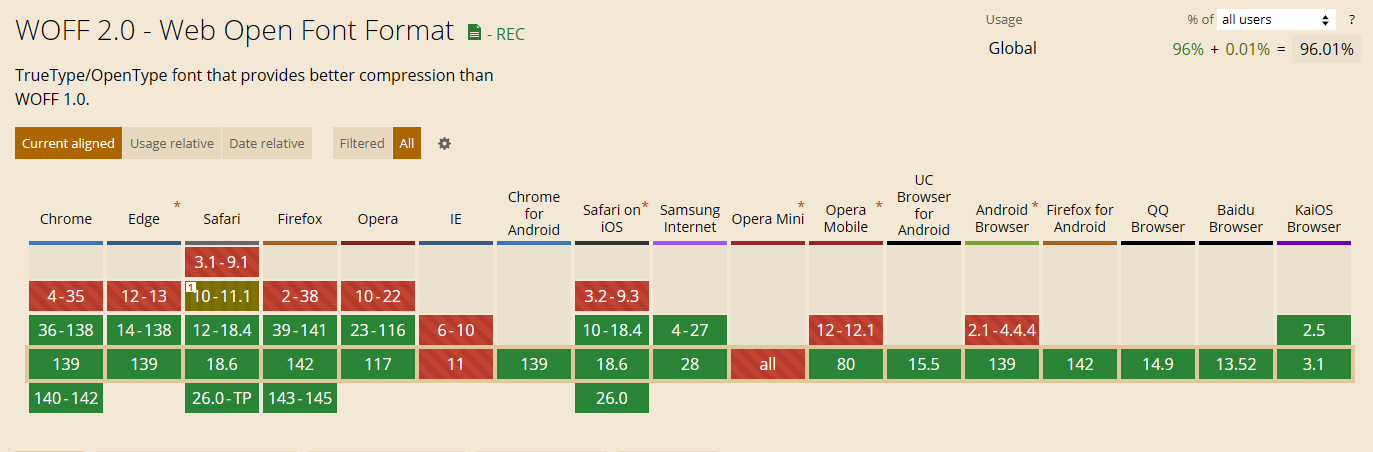 WOFF 2.0 - Web Open Font Format - REC
Usage % of all users ?
Global 96% + 0.01% = 96.01%
TrueType/OpenType font that provides better compression than
WOFF 1.0.
Current aligned Usage relative Date relative Filtered All
Chrome
Edge *
Safari
Firefox
Opera
IE
Chrome
for
Android
Safari on *
iOS
Samsung
Internet
Opera Mini *
Opera *
Mobile
UC
Browser
for
Android
Android *
Browser
Firefox for
Android
QQ
Browser
Baidu
Browser
KaiOS
Browser
3.1-9.1
4-35 12-13 1 10-11.1 2-38 10-22 3.2-9.3
36-138 14-138 12-18.4 39-141 23-116 6-10 10-18.4 4-27 12-12.1 2.1-4.4.4 2.5
139 139 18.6 142 117 11 139 18.6 28 all 80 15.5 139 142 14.9 13.52 3.1
140-142 26.0-TP 143-145 26.0